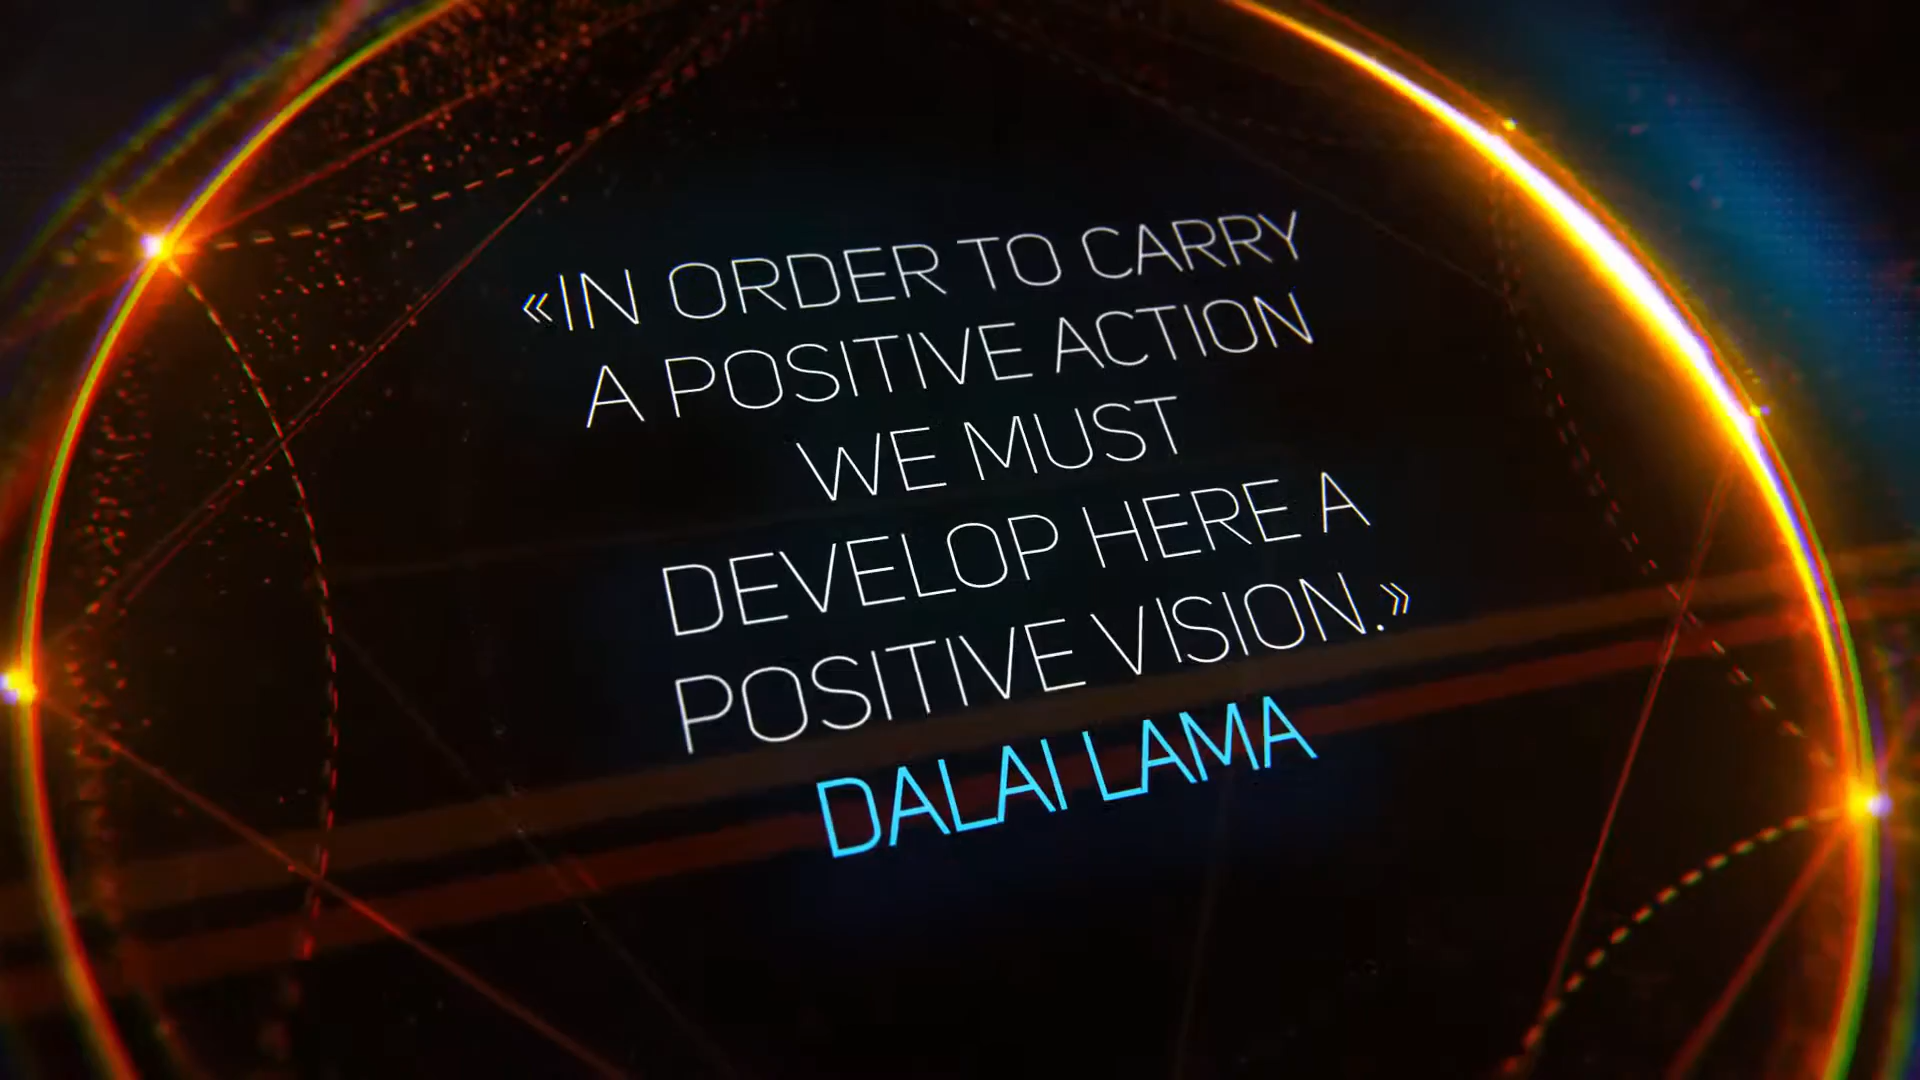 «IN ORDER TO CARRY
A POSITIVE ACTION
WE MUST
DEVELOP HERE A
POSITIVE VISION.»
DALAI LAMA